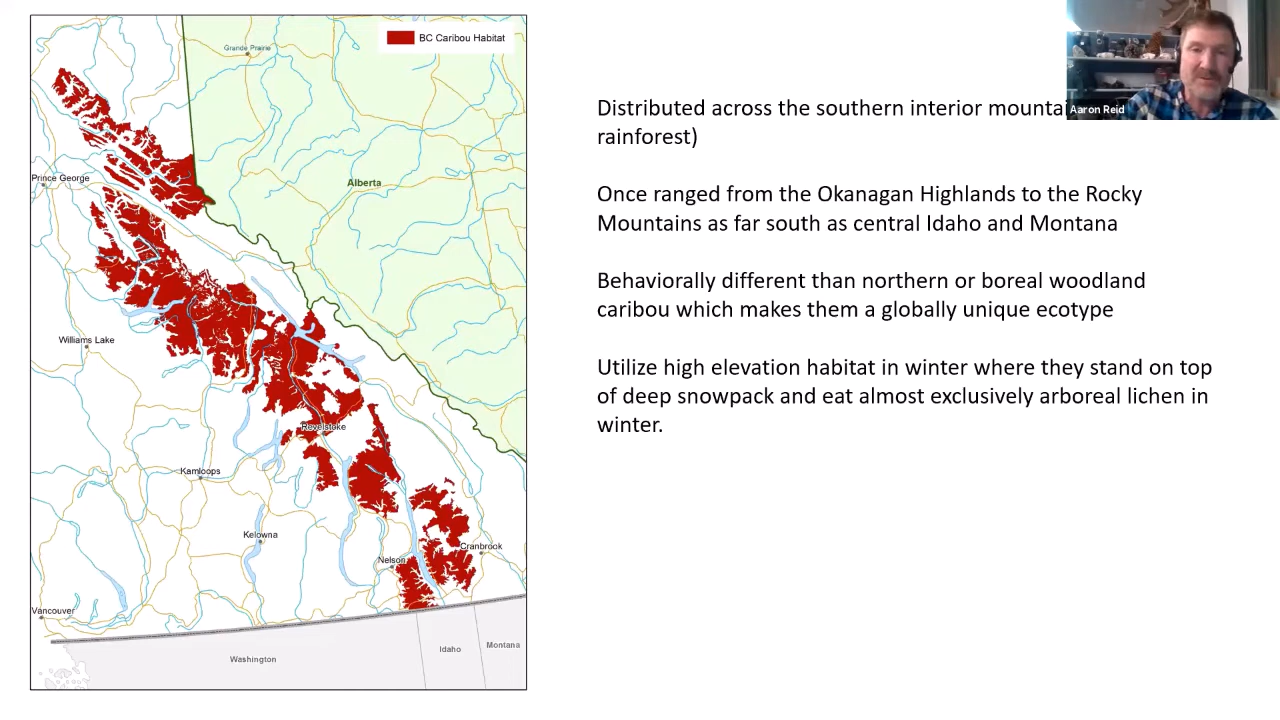 BC Caribou Habitat
Grande Prairie
Alberta
Prince George
Williams Lake
Revelstoke
Kamloops
Kelowna
Nelson
Cranbrook
Vancouver
Washington
Idaho
Montana
Aaron Reid
Distributed across the southern interior
rainforest)
Once ranged from the Okanagan Highlands to the Rocky
Mountains as far south as central Idaho and Montana
Behaviorally different than northern or boreal woodland
caribou which makes them a globally unique ecotype
Utilize high elevation habitat in winter where they stand on top
of deep snowpack and eat almost exclusively arboreal lichen in
winter.